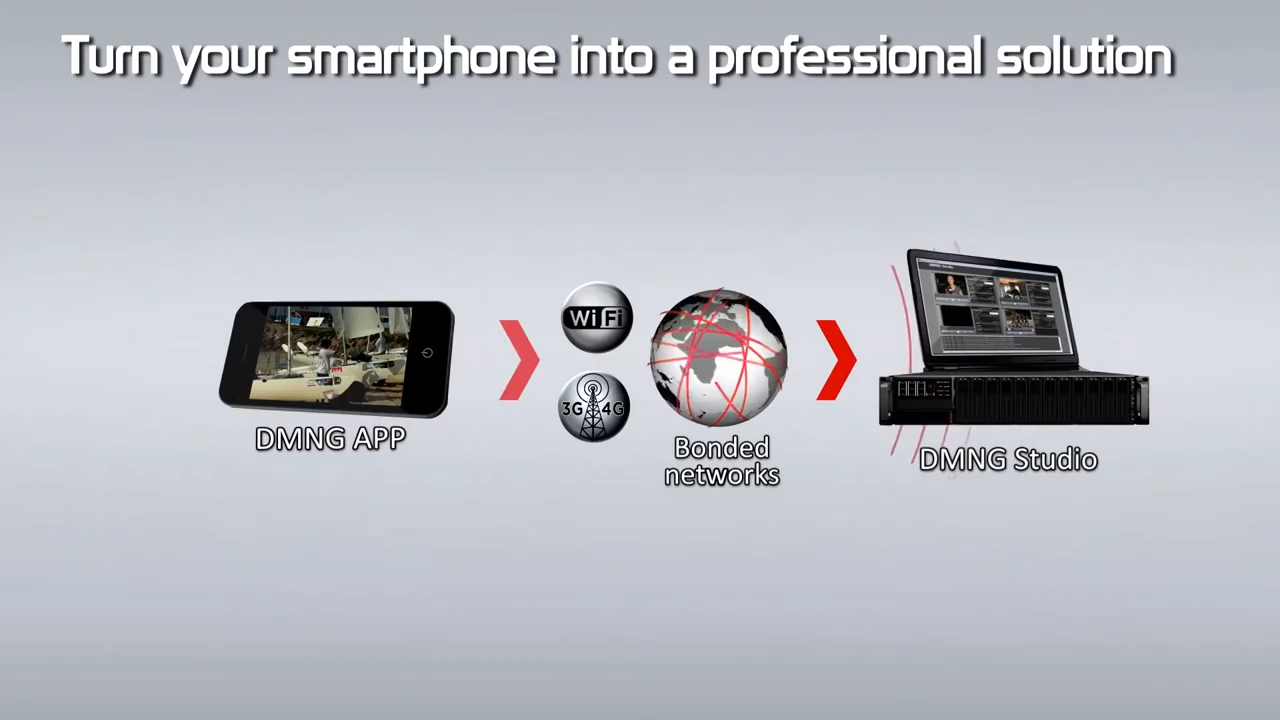 Turn your smartphone into a professional solution
WiFi
3G 4G
DMNG APP
Bonded
networks
DMNG Studio